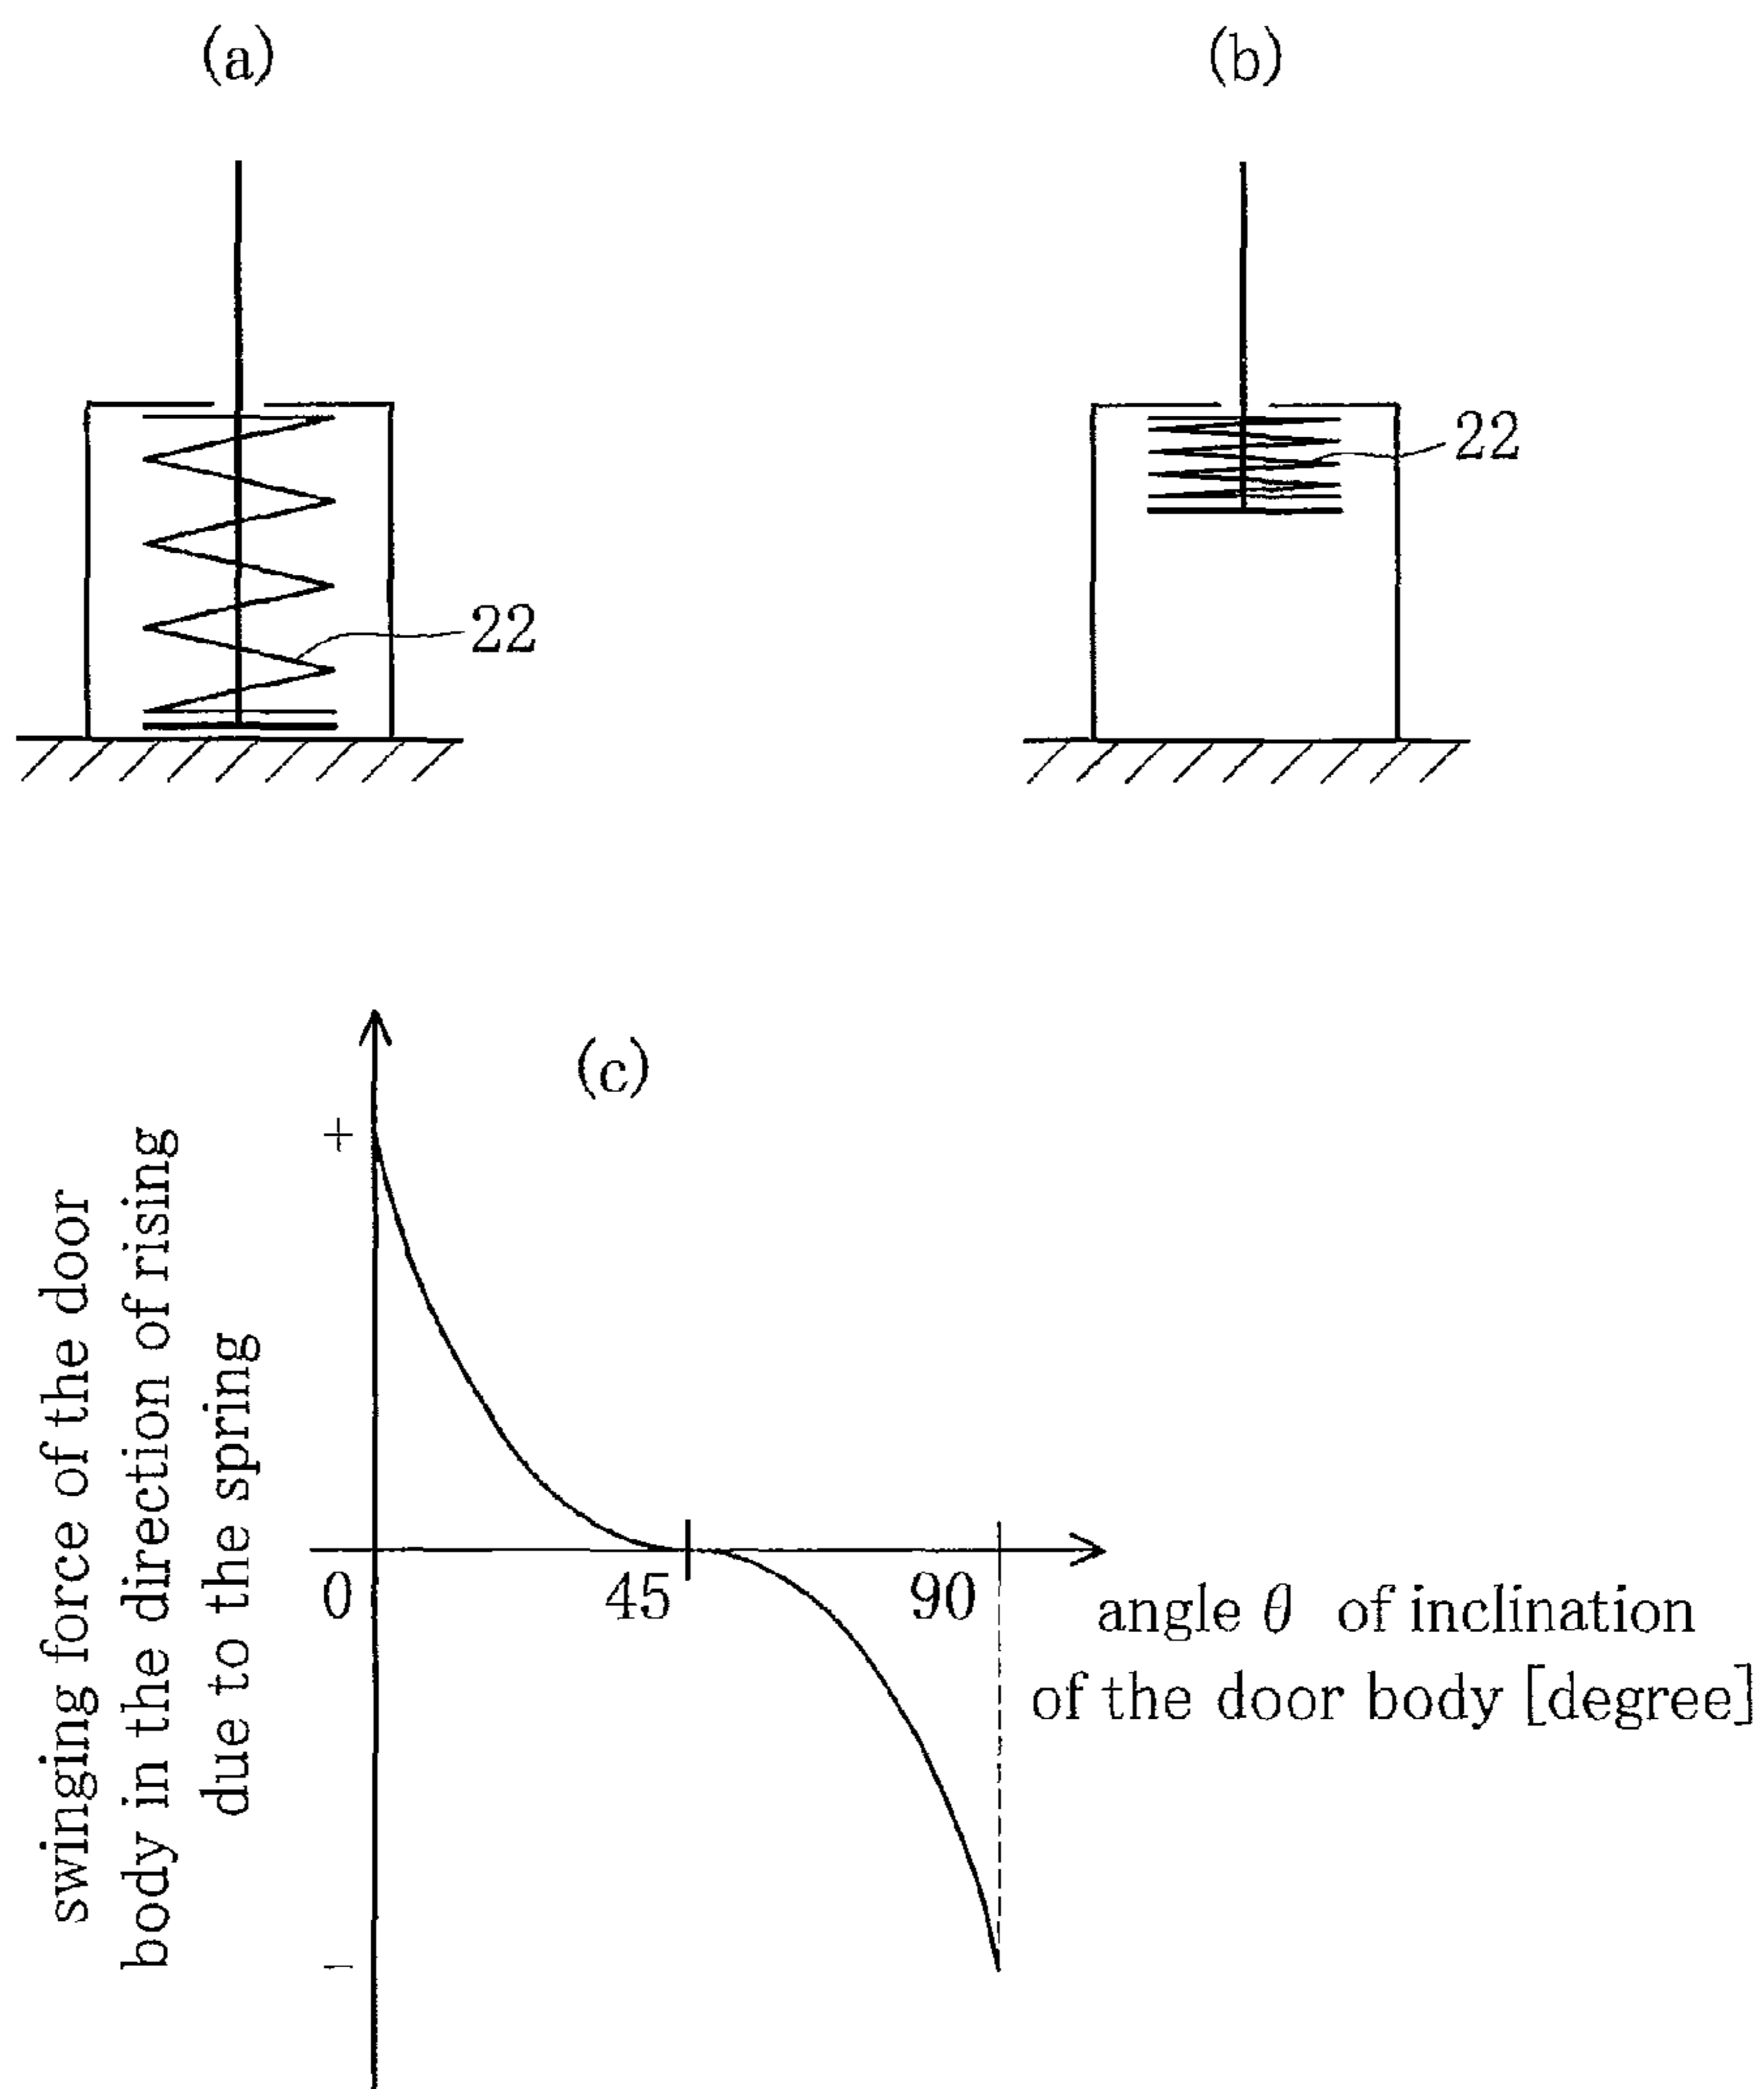 (a)
(b)
22
22
(c)
+
swinging force of the door
body in the direction of rising
due to the spring
0
45
90
angle θ of inclination
of the door body [degree]
−